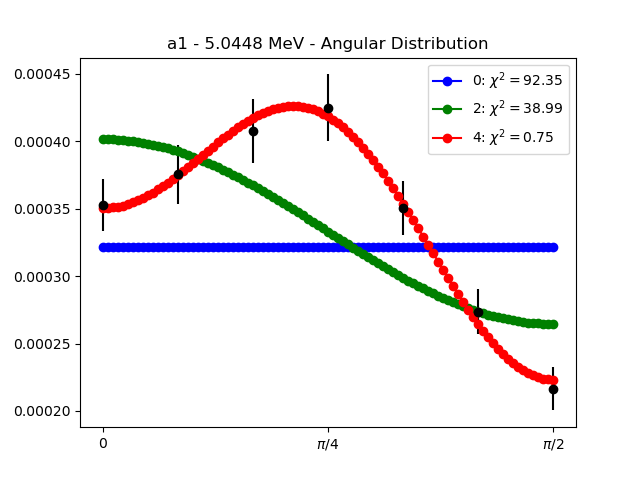 a1 - 5.0448 MeV - Angular Distribution
0: χ² = 92.35
2: χ² = 38.99
4: χ² = 0.75
0.00045
0.00040
0.00035
0.00030
0.00025
0.00020
0
π/4
π/2